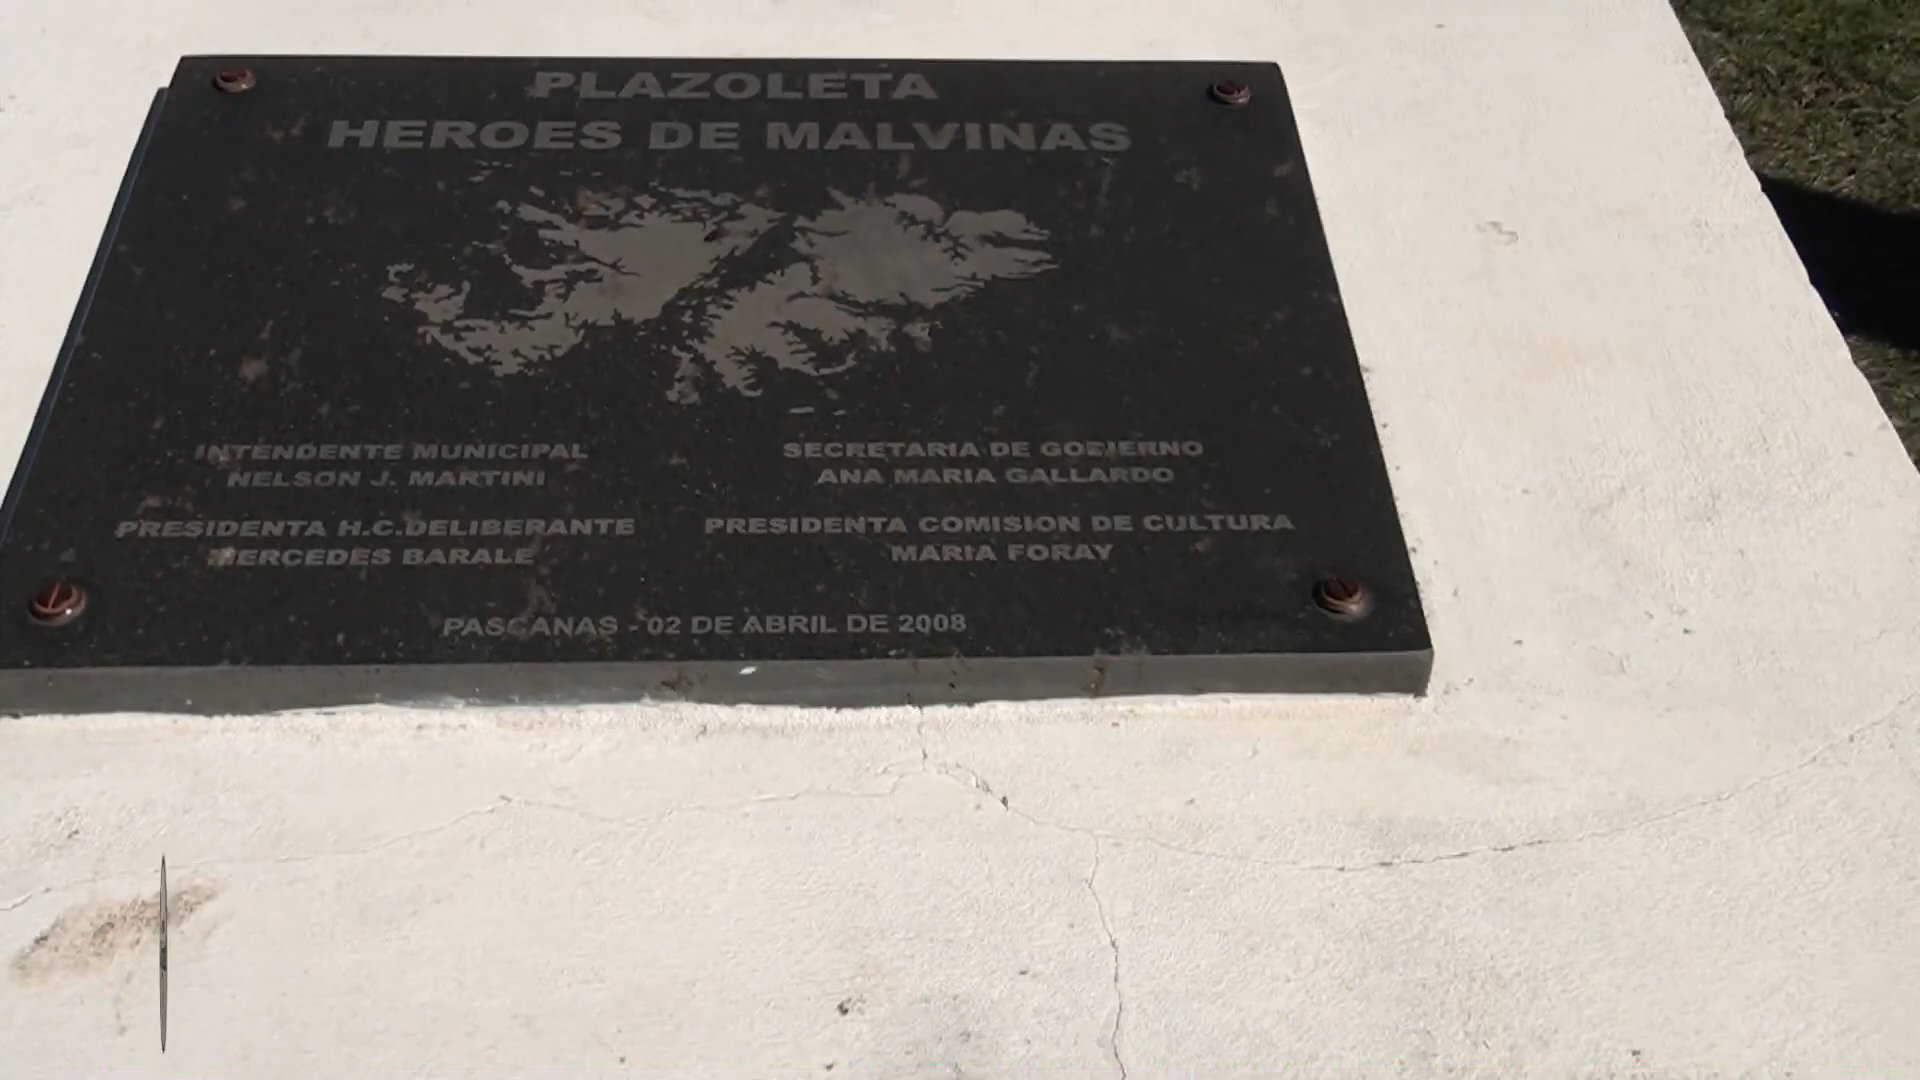 PLAZOLETA
HEROES DE MALVINAS
INTENDENTE MUNICIPAL
NELSON J. MARTINI
SECRETARIA DE GOBIERNO
ANA MARIA GALLARDO
PRESIDENTA H.C.DELIBERANTE
MERCEDES BARALE
PRESIDENTA COMISION DE CULTURA
MARIA FORAY
PASCANAS - 02 DE ABRIL DE 2008